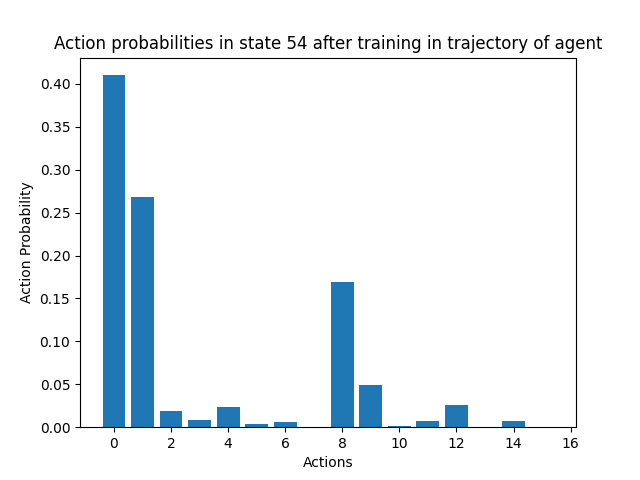 Action probabilities in state 54 after training in trajectory of agent
0.40
0.35
0.30
0.25
0.20
0.15
0.10
0.05
0.00
Action Probability
0 2 4 6 8 10 12 14 16
Actions